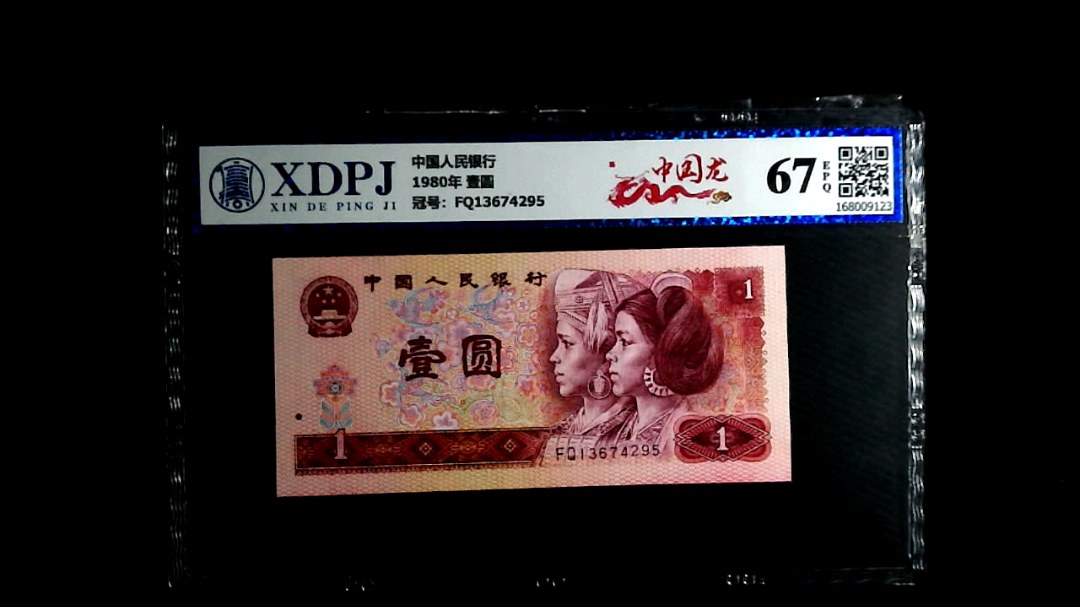 XDPJ
XIN DE PING JI
中国人民银行
1980年 壹圆
冠号: FQ13674295
中国龙
67
EPQ
168009123
中国人民银行
1
壹圆
1
FQ13674295
1